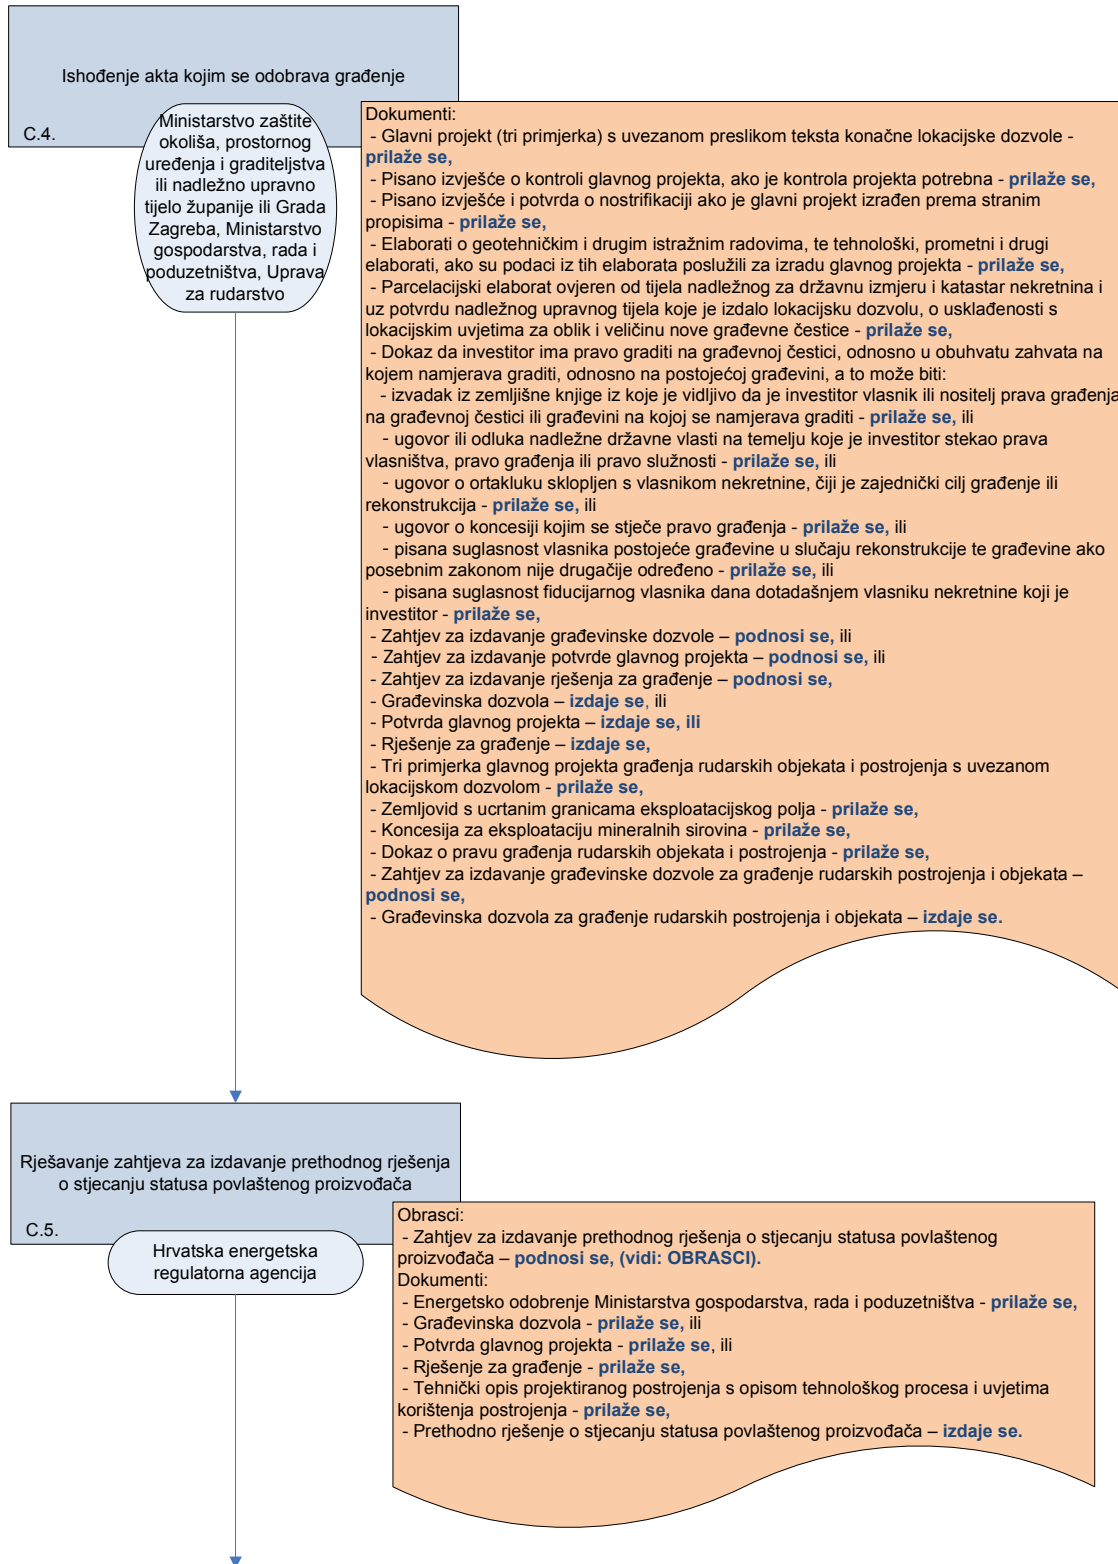 Ishođenje akta kojim se odobrava građenje
C.4.
Ministarstvo zaštite
okoliša, prostornog
uređenja i graditeljstva
ili nadležno upravno
tijelo županije ili Grada
Zagreba, Ministarstvo
gospodarstva, rada i
poduzetništva, Uprava
za rudarstvo
Dokumenti:
- Glavni projekt (tri primjerka) s uvezanom preslikom teksta konačne lokacijske dozvole -
prilaže se,
- Pisano izvješće o kontroli glavnog projekta, ako je kontrola projekta potrebna - prilaže se,
- Pisano izvješće i potvrda o nostrifikaciji ako je glavni projekt izrađen prema stranim
propisima - prilaže se,
- Elaborati o geotehničkim i drugim istražnim radovima, te tehnološki, prometni i drugi
elaborati, ako su podaci iz tih elaborata poslužili za izradu glavnog projekta - prilaže se,
- Parcelacijski elaborat ovjeren od tijela nadležnog za državnu izmjeru i katastar nekretnina i
uz potvrdu nadležnog upravnog tijela koje je izdalo lokacijsku dozvolu, o usklađenosti s
lokacijskim uvjetima za oblik i veličinu nove građevne čestice - prilaže se,
- Dokaz da investitor ima pravo graditi na građevnoj čestici, odnosno u obuhvatu zahvata na
kojem namjerava graditi, odnosno na postojećoj građevini, a to može biti:
- izvadak iz zemljišne knjige iz koje je vidljivo da je investitor vlasnik ili nositelj prava građenja
na građevnoj čestici ili građevini na kojoj se namjerava graditi - prilaže se, ili
- ugovor ili odluka nadležne državne vlasti na temelju koje je investitor stekao prava
vlasništva, pravo građenja ili pravo služnosti - prilaže se, ili
- ugovor o ortakluku sklopljen s vlasnikom nekretnine, čiji je zajednički cilj građenje ili
rekonstrukcija - prilaže se, ili
- ugovor o koncesiji kojim se stječe pravo građenja - prilaže se, ili
- pisana suglasnost vlasnika postojeće građevine u slučaju rekonstrukcije te građevine ako
posebnim zakonom nije drugačije određeno - prilaže se, ili
- pisana suglasnost fiducijarnog vlasnika dana dotadašnjem vlasniku nekretnine koji je
investitor - prilaže se,
- Zahtjev za izdavanje građevinske dozvole – podnosi se, ili
- Zahtjev za izdavanje potvrde glavnog projekta – podnosi se, ili
- Zahtjev za izdavanje rješenja za građenje – podnosi se,
- Građevinska dozvola – izdaje se, ili
- Potvrda glavnog projekta – izdaje se, ili
- Rješenje za građenje – izdaje se,
- Tri primjerka glavnog projekta građenja rudarskih objekata i postrojenja s uvezanom
lokacijskom dozvolom - prilaže se,
- Zemljovid s ucrtanim granicama eksploatacijskog polja - prilaže se,
- Koncesija za eksploataciju mineralnih sirovina - prilaže se,
- Dokaz o pravu građenja rudarskih objekata i postrojenja - prilaže se,
- Zahtjev za izdavanje građevinske dozvole za građenje rudarskih postrojenja i objekata –
podnosi se,
- Građevinska dozvola za građenje rudarskih postrojenja i objekata – izdaje se.
Rješavanje zahtjeva za izdavanje prethodnog rješenja
o stjecanju statusa povlaštenog proizvođača
C.5.
Hrvatska energetska
regulatorna agencija
Obrasci:
- Zahtjev za izdavanje prethodnog rješenja o stjecanju statusa povlaštenog
proizvođača – podnosi se, (vidi: OBRASCI).
Dokumenti:
- Energetsko odobrenje Ministarstva gospodarstva, rada i poduzetništva - prilaže se,
- Građevinska dozvola - prilaže se, ili
- Potvrda glavnog projekta - prilaže se, ili
- Rješenje za građenje - prilaže se,
- Tehnički opis projektiranog postrojenja s opisom tehnološkog procesa i uvjetima
korištenja postrojenja - prilaže se,
- Prethodno rješenje o stjecanju statusa povlaštenog proizvođača – izdaje se.